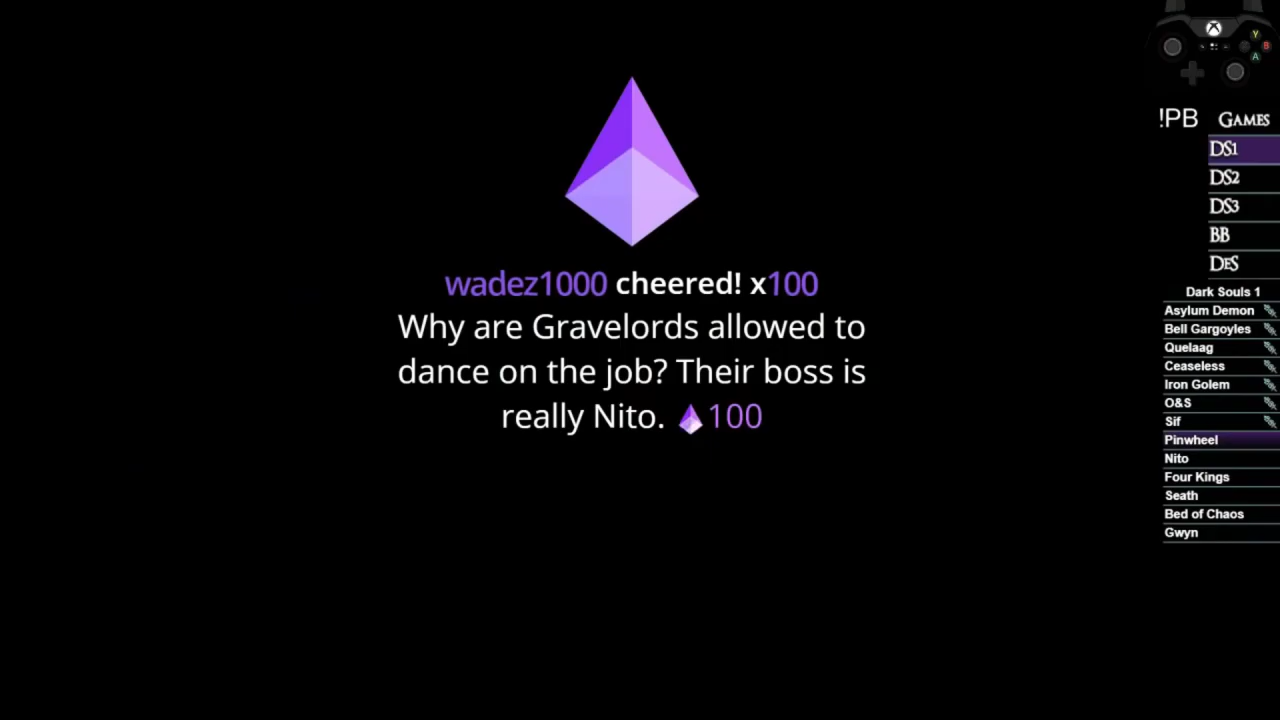 Y
B
A
!PB GAMES
DS1
DS2
DS3
BB
DeS
wadez1000 cheered! x100
Why are Gravelords allowed to
dance on the job? Their boss is
really Nito. 100
Dark Souls 1
Asylum Demon
Bell Gargoyles
Quelaag
Ceaseless
Iron Golem
O&S
Sif
Pinwheel
Nito
Four Kings
Seath
Bed of Chaos
Gwyn